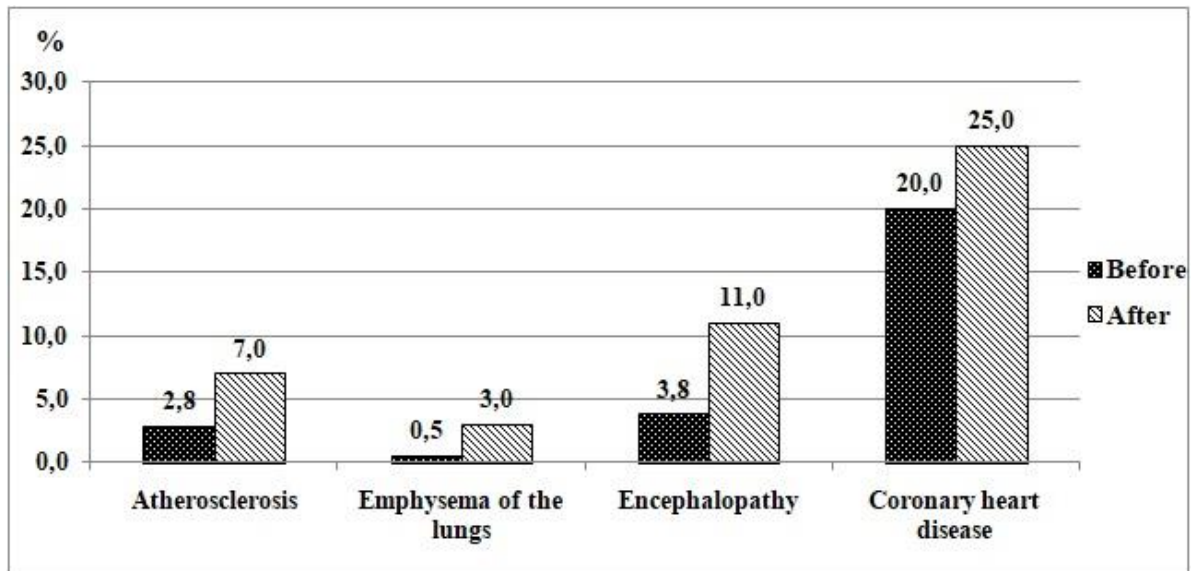 %
30,0
25,0
20,0
15,0
10,0
5,0
0,0
2,8
7,0
0,5
3,0
3,8
11,0
20,0
25,0
Atherosclerosis
Emphysema of the
lungs
Encephalopathy
Coronary heart
disease
Before
After